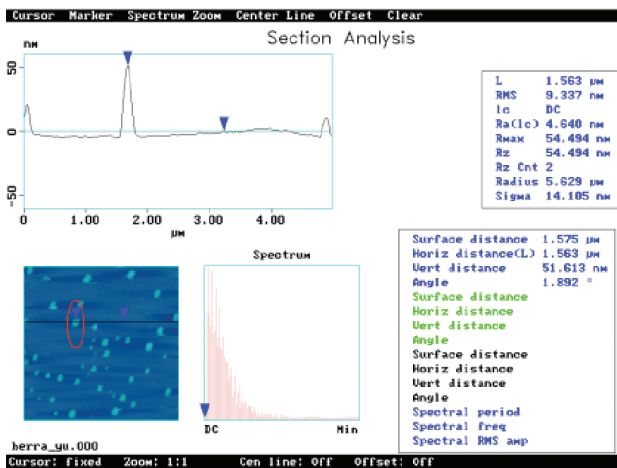 Cursor Marker Spectrum Zoom Center Line Offset Clear
Section Analysis
nm
50
0
-50
0 1.00 2.00 3.00 4.00
µm
L 1.563 µm
RMS 9.337 nm
lc DC
Ra(lc) 4.640 nm
Rmax 54.494 nm
Rz 54.494 nm
Rz Cnt 2
Radius 5.629 µm
Sigma 14.105 nm
Spectrum
DC Min
Surface distance 1.575 µm
Horiz distance(L) 1.563 µm
Vert distance 51.613 nm
Angle 1.892 °
Surface distance
Horiz distance
Vert distance
Angle
Surface distance
Horiz distance
Vert distance
Angle
Spectral period
Spectral freq
Spectral RMS amp
berra_yu.000
Cursor: fixed Zoom: 1:1 Cen line: Off Offset: Off